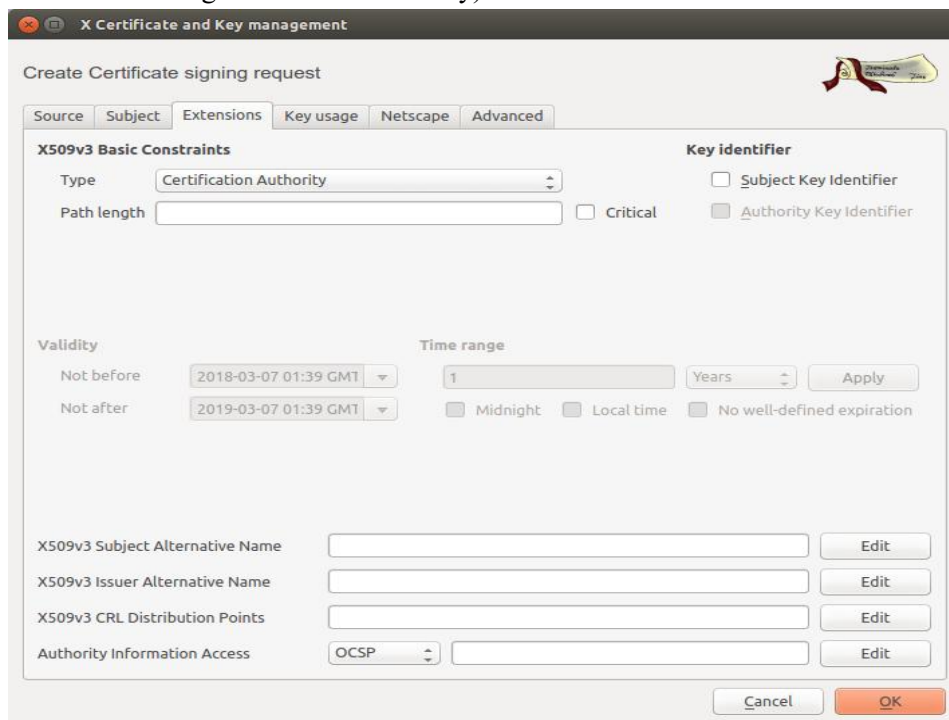 X Certificate and Key management
Create Certificate signing request
Source Subject Extensions Key usage Netscape Advanced
X509v3 Basic Constraints Key identifier
Type Certification Authority Subject Key Identifier
Path length Critical Authority Key Identifier
Validity Time range
Not before 2018-03-07 01:39 GMT 1 Years Apply
Not after 2019-03-07 01:39 GMT Midnight Local time No well-defined expiration
X509v3 Subject Alternative Name Edit
X509v3 Issuer Alternative Name Edit
X509v3 CRL Distribution Points Edit
Authority Information Access OCSP Edit
Cancel OK